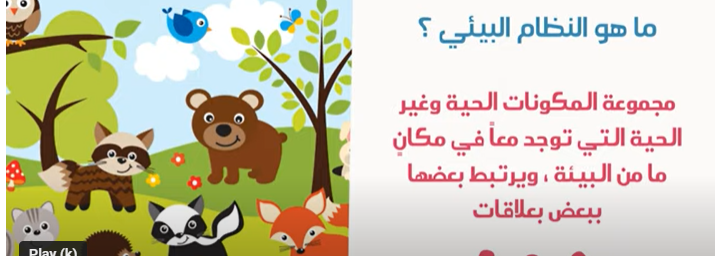 ما هو النظام البيئي ؟
مجموعة المكونات الحية وغير
الحية التي توجد معاً في مكانٍ
ما من البيئة ، ويرتبط بعضها
ببعض بعلاقات
Play (k)